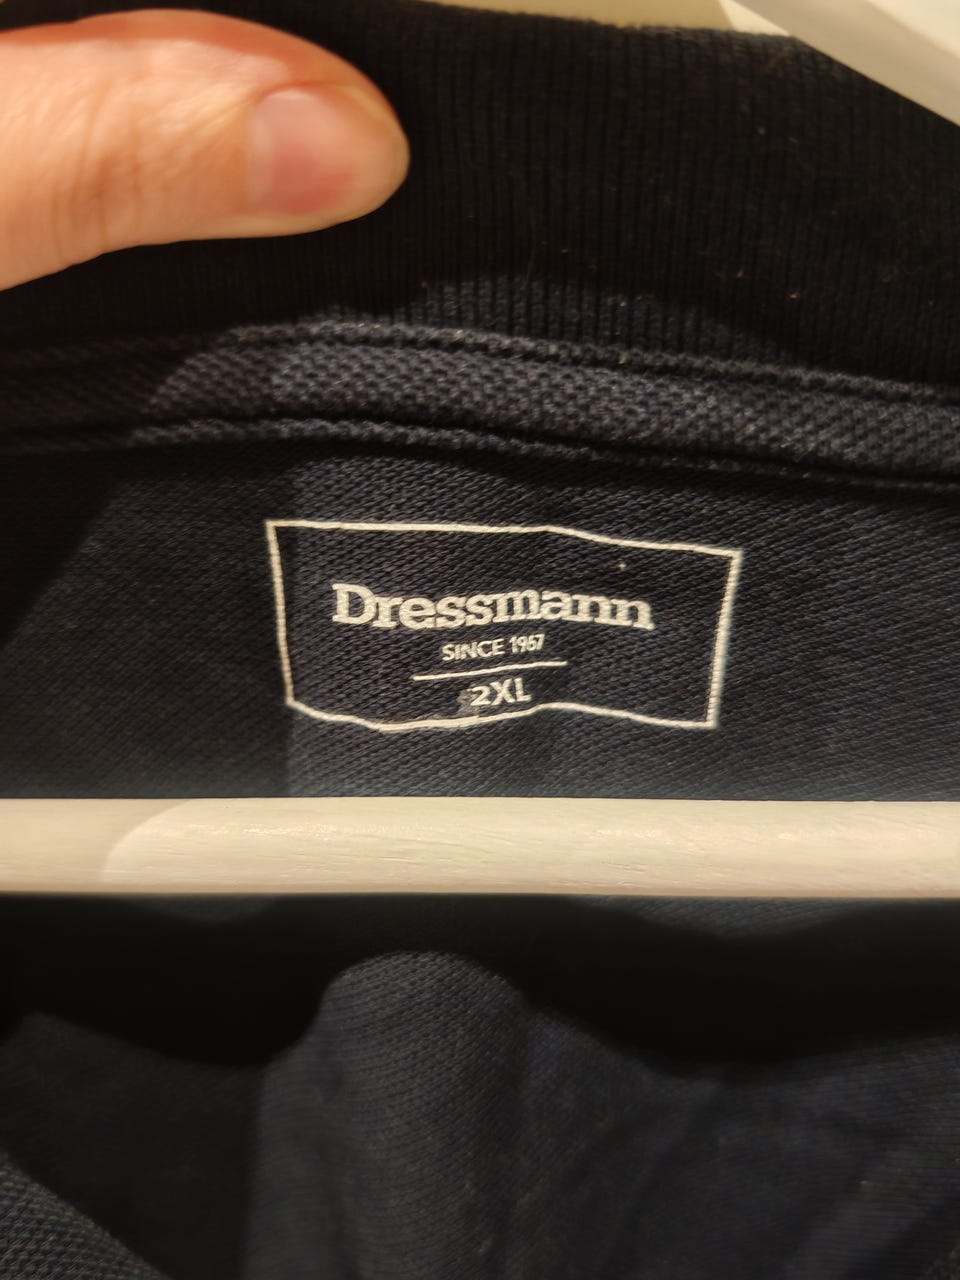 Dressmann
SINCE 1967
2XL